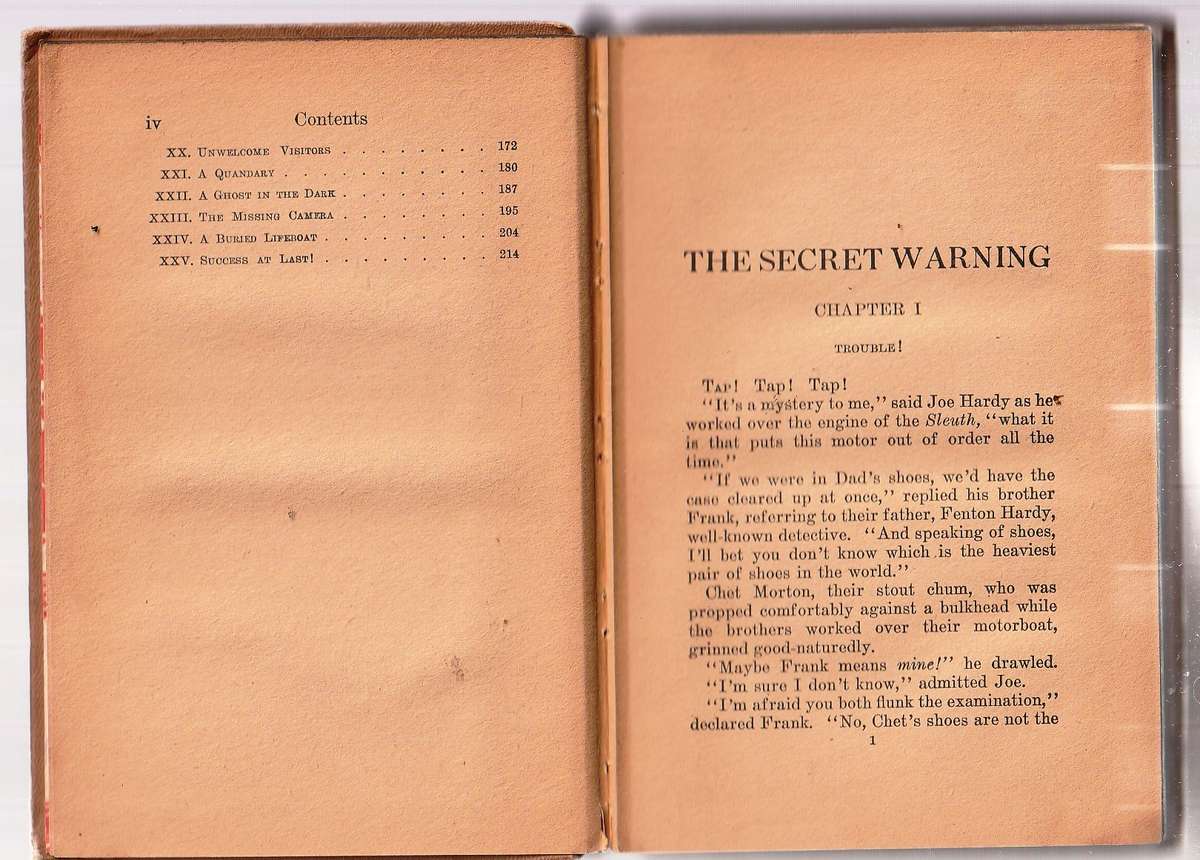 iv Contents
XX. Unwelcome Visitors . . . . . . . . 172
XXI. A Quandary . . . . . . . . . . . 180
XXII. A Ghost in the Dark . . . . . . . . 187
XXIII. The Missing Camera . . . . . . . . 195
XXIV. A Buried Lifeboat . . . . . . . . . 204
XXV. Success at Last! . . . . . . . . . 214
THE SECRET WARNING
CHAPTER I
TROUBLE!
Tap! Tap! Tap!
“It’s a mystery to me,” said Joe Hardy as he
worked over the engine of the Sleuth, “what it
is that puts this motor out of order all the
time.”
“If we were in Dad’s shoes, we’d have the
case cleared up at once,” replied his brother
Frank, referring to their father, Fenton Hardy,
well-known detective. “And speaking of shoes,
I’ll bet you don’t know which is the heaviest
pair of shoes in the world.”
Chet Morton, their stout chum, who was
propped comfortably against a bulkhead while
the brothers worked over their motorboat,
grinned good-naturedly.
“Maybe Frank means mine!” he drawled.
“I’m sure I don’t know,” admitted Joe.
“I’m afraid you both flunk the examination,”
declared Frank. “No, Chet’s shoes are not the
1